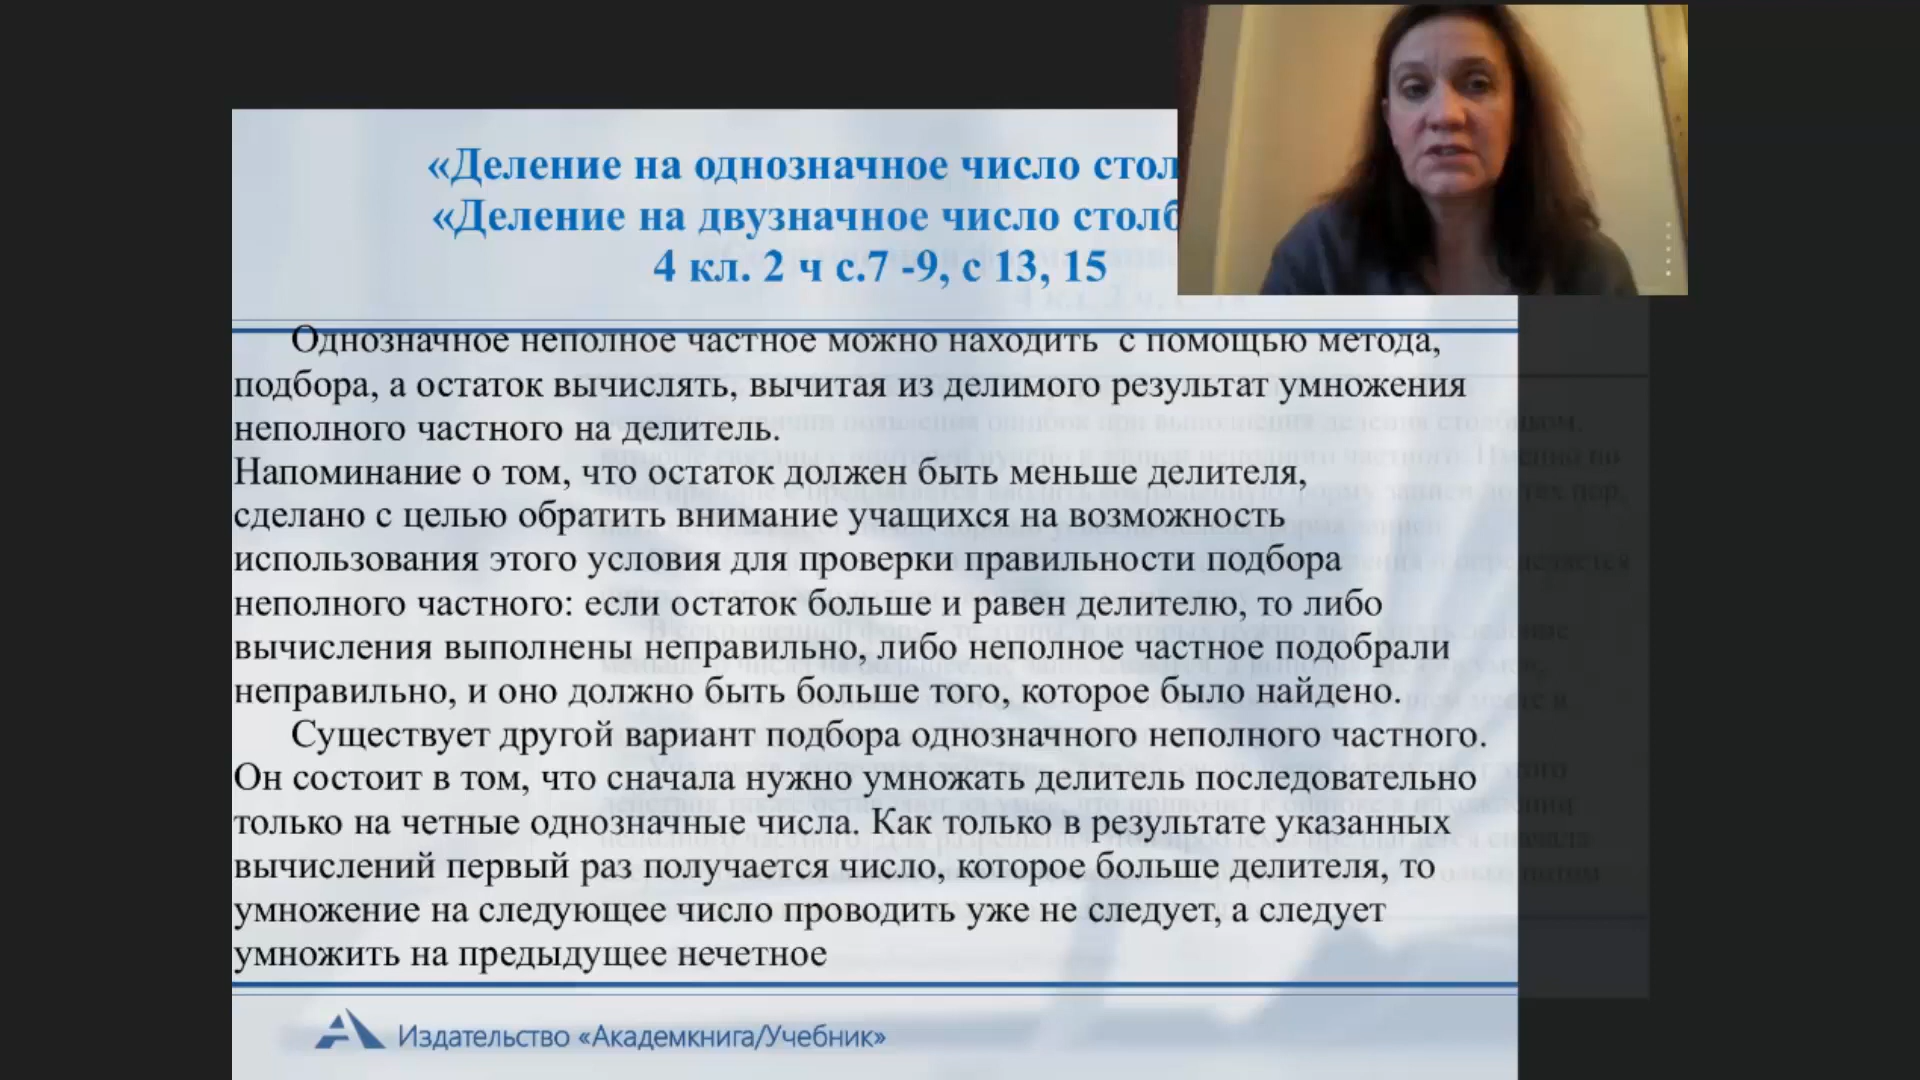 «Деление на однозначное число стол
«Деление на двузначное число столб
4 кл. 2 ч с.7 -9, с 13, 15
Однозначное неполное частное можно находить с помощью метода,
подбора, а остаток вычислять, вычитая из делимого результат умножения
неполного частного на делитель.
Напоминание о том, что остаток должен быть меньше делителя,
сделано с целью обратить внимание учащихся на возможность
использования этого условия для проверки правильности подбора
неполного частного: если остаток больше и равен делителю, то либо
вычисления выполнены неправильно, либо неполное частное подобрали
неправильно, и оно должно быть больше того, которое было найдено.
Существует другой вариант подбора однозначного неполного частного.
Он состоит в том, что сначала нужно умножать делитель последовательно
только на четные однозначные числа. Как только в результате указанных
вычислений первый раз получается число, которое больше делителя, то
умножение на следующее число проводить уже не следует, а следует
умножить на предыдущее нечетное
Издательство «Академкнига/Учебник»